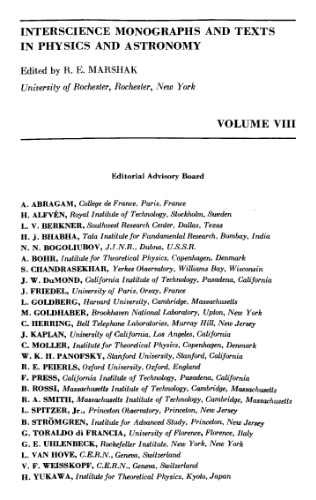 INTERSCIENCE MONOGRAPHS AND TEXTS
IN PHYSICS AND ASTRONOMY
Edited by R. E. MARSHAK
University of Rochester, Rochester, New York
VOLUME VIII
Editorial Advisory Board
A. ABRAGAM, College de France, Paris, France
H. ALFVÉN, Royal Institute of Technology, Stockholm, Sweden
L. V. BERKNER, Southwest Research Center, Dallas, Texas
H. J. BHABHA, Tata Institute for Fundamental Research, Bombay, India
N. N. BOGOLIUBOV, J.I.N.R., Dubna, U.S.S.R.
A. BOHR, Institute for Theoretical Physics, Copenhagen, Denmark
S. CHANDRASEKHAR, Yerkes Observatory, Williams Bay, Wisconsin
J. W. DuMOND, California Institute of Technology, Pasadena, California
J. FRIEDEL, University of Paris, Orsay, France
L. GOLDBERG, Harvard University, Cambridge, Massachusetts
M. GOLDHABER, Brookhaven National Laboratory, Upton, New York
C. HERRING, Bell Telephone Laboratories, Murray Hill, New Jersey
J. KAPLAN, University of California, Los Angeles, California
C. MOLLER, Institute for Theoretical Physics, Copenhagen, Denmark
W. K. H. PANOFSKY, Stanford University, Stanford, California
R. E. PEIERLS, Oxford University, Oxford, England
F. PRESS, California Institute of Technology, Pasadena, California
B. ROSSI, Massachusetts Institute of Technology, Cambridge, Massachusetts
R. A. SMITH, Massachusetts Institute of Technology, Cambridge, Massachusetts
L. SPITZER, Jr., Princeton Observatory, Princeton, New Jersey
B. STRÖMGREN, Institute for Advanced Study, Princeton, New Jersey
G. TORALDO di FRANCIA, University of Florence, Florence, Italy
G. E. UHLENBECK, Rockefeller Institute, New York, New York
L. VAN HOVE, C.E.R.N., Geneva, Switzerland
V. F. WEISSKOPF, C.E.R.N., Geneva, Switzerland
H. YUKAWA, Institute for Theoretical Physics, Kyoto, Japan